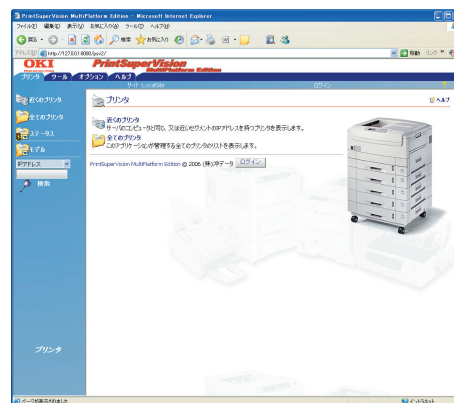 PrintSuperVision MultiPlatform Edition - Microsoft Internet Explorer
ファイル(F) 編集(E) 表示(V) お気に入り(A) ツール(T) ヘルプ(H)
戻る 検索 お気に入り
アドレス(D) http://127.0.0.1:8080/psv2/ 移動 リンク
OKI PrintSuperVision
MultiPlatform Edition
プリンタ ツール オプション ヘルプ
サイト: LocalSite ログイン
近くのプリンタ
全てのプリンタ
ステータス
モデル
IPアドレス
検索
プリンタ ヘルプ
近くのプリンタ
サーバのコンピュータと同じ、又は近いセグメントのIPアドレスを持つプリンタを表示します。
全てのプリンタ
このアプリケーションが管理する全てのプリンタのリストを表示します。
PrintSuperVision MultiPlatform Edition © 2006 (株)沖データ ログイン
プリンタ
ページが表示されました
イントラネット